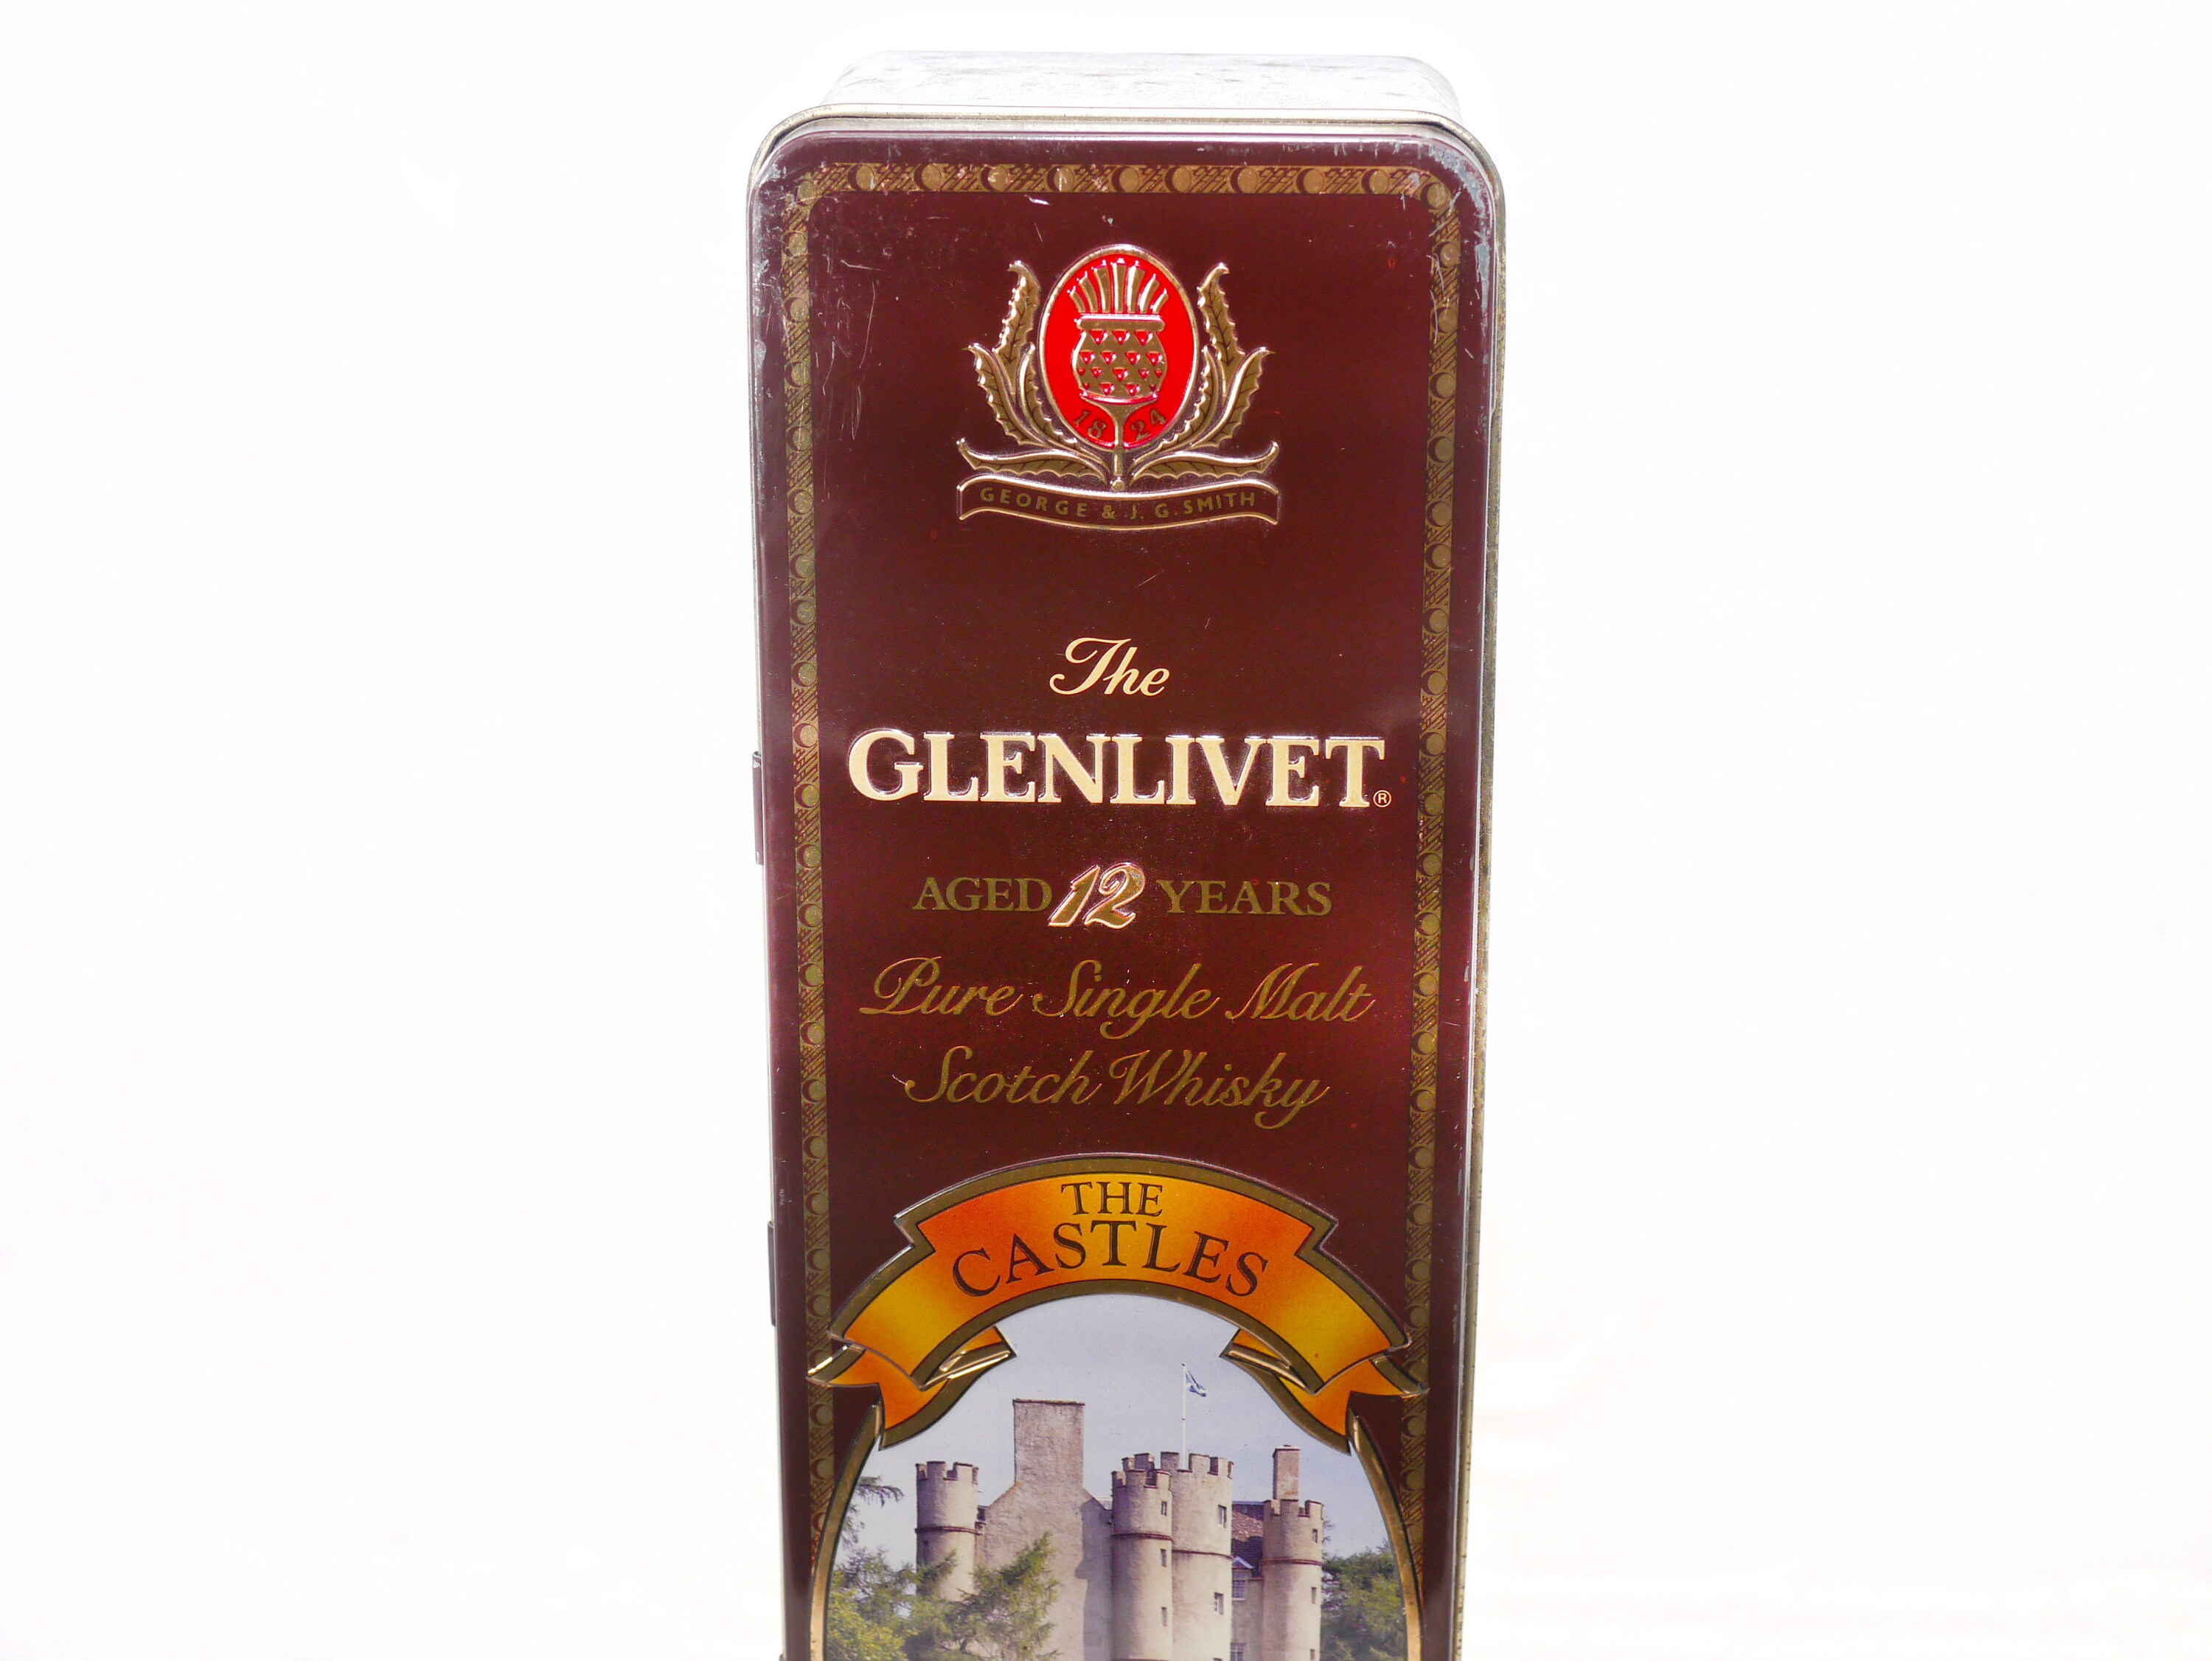 1824
GEORGE & J. G. SMITH
The
GLENLIVET®
AGED 12 YEARS
Pure Single Malt
Scotch Whisky
THE
CASTLES